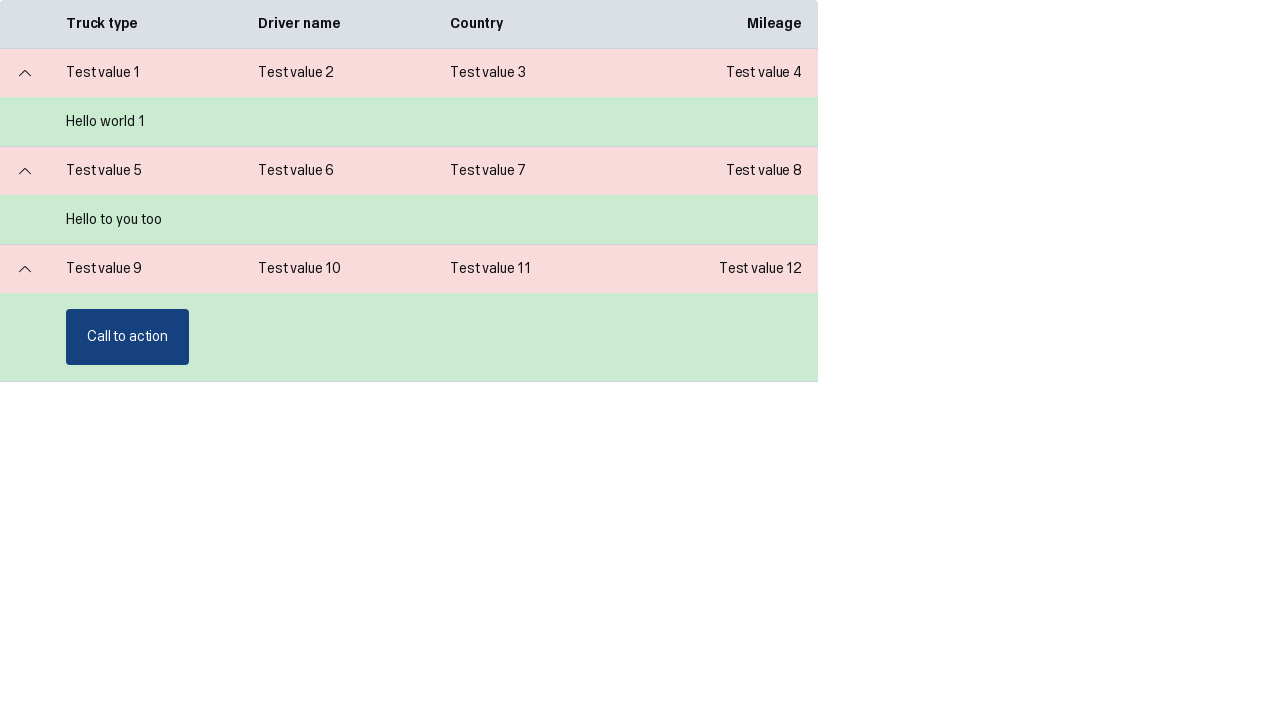 Truck type Driver name Country Mileage
Test value 1 Test value 2 Test value 3 Test value 4
Hello world 1
Test value 5 Test value 6 Test value 7 Test value 8
Hello to you too
Test value 9 Test value 10 Test value 11 Test value 12
Call to action